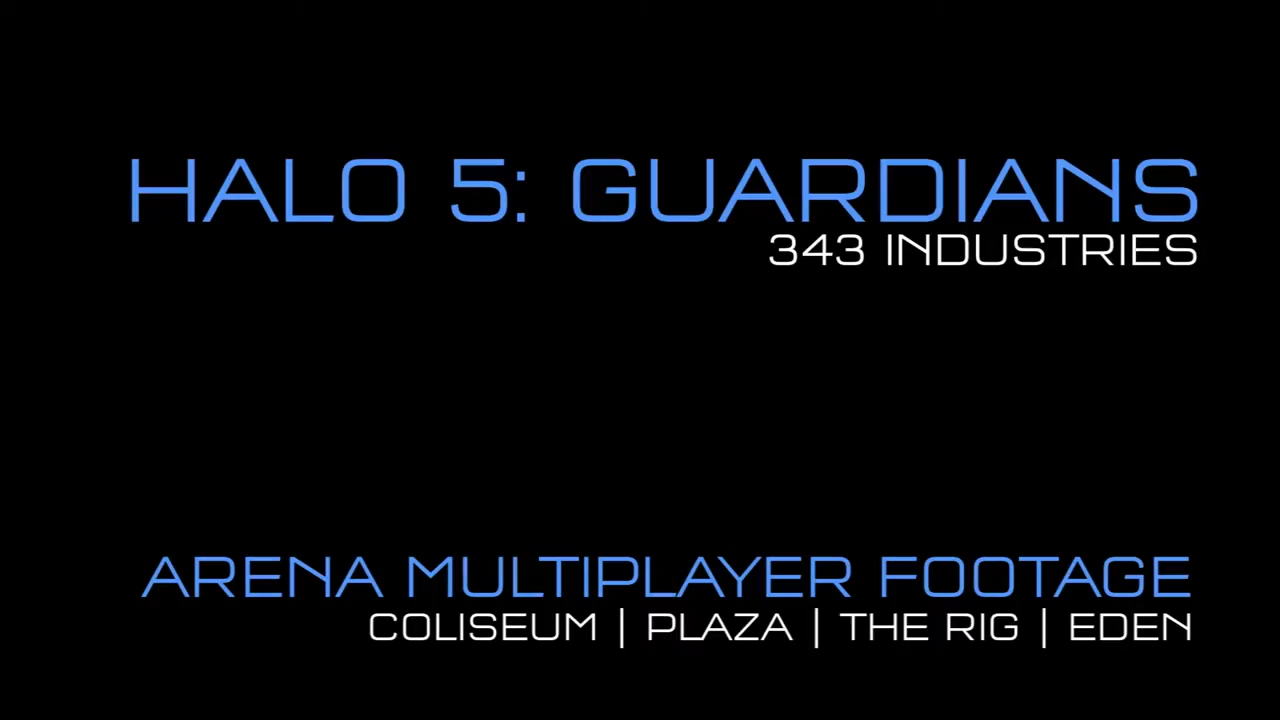 HALO 5: GUARDIANS
343 INDUSTRIES
ARENA MULTIPLAYER FOOTAGE
COLISEUM | PLAZA | THE RIG | EDEN